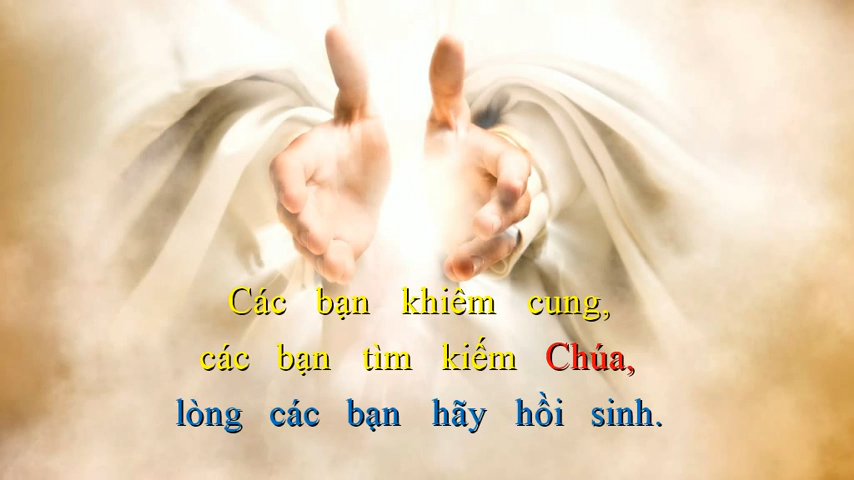 Các bạn khiêm cung,
các bạn tìm kiếm Chúa,
lòng các bạn hãy hồi sinh.